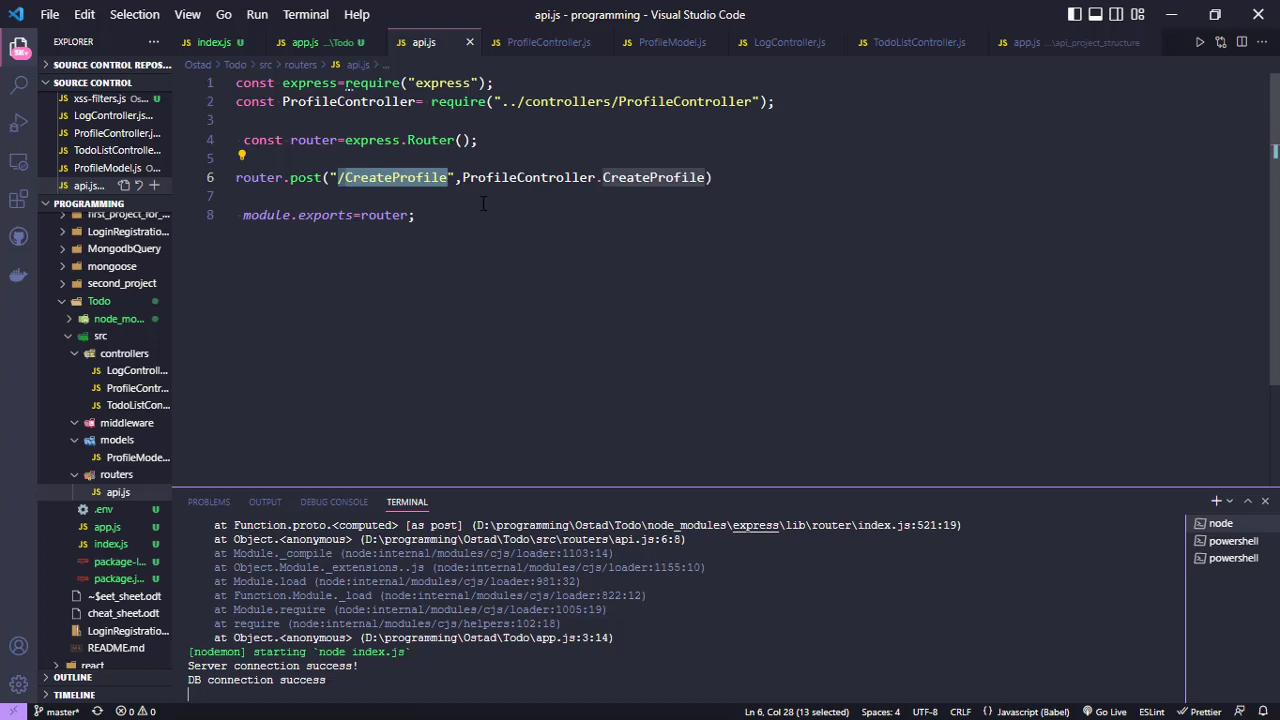 File Edit Selection View Go Run Terminal Help
api.js - programming - Visual Studio Code
EXPLORER ...
index.js U
app.js ...\Todo U
api.js
ProfileController.js
ProfileModel.js
LogController.js
TodoListController.js
app.js \api_project_structure
SOURCE CONTROL REPOS...
SOURCE CONTROL
xss-filters.js Os...
LogController.js...
ProfileController.j...
TodoListControlle...
ProfileModel.js O...
api.js...
PROGRAMMING
first_project_for_
LoginRegistratio...
MongodbQuery
mongoose
second_project
Todo
node_mo...
src
controllers
LogControll...
ProfileContr...
TodoListCon...
middleware
models
ProfileMode...
routers
api.js
.env U
app.js U
index.js U
package-l... U
package.j... U
~$eet_sheet.odt
cheat_sheet.odt
LoginRegistratio...
README.md
react
OUTLINE
TIMELINE
Ostad > Todo > src > routers > JS api.js > ...
1 const express=require("express");
2 const ProfileController= require("../controllers/ProfileController");
3
4 const router=express.Router();
5
6 router.post("/CreateProfile",ProfileController.CreateProfile)
7
8 module.exports=router;
PROBLEMS OUTPUT DEBUG CONSOLE TERMINAL
at Function.proto.<computed> [as post] (D:\programming\Ostad\Todo\node_modules\express\lib\router\index.js:521:19)
at Object.<anonymous> (D:\programming\Ostad\Todo\src\routers\api.js:6:8)
at Module._compile (node:internal/modules/cjs/loader:1103:14)
at Object.Module._extensions..js (node:internal/modules/cjs/loader:1155:10)
at Module.load (node:internal/modules/cjs/loader:981:32)
at Function.Module._load (node:internal/modules/cjs/loader:822:12)
at Module.require (node:internal/modules/cjs/loader:1005:19)
at require (node:internal/modules/cjs/helpers:102:18)
at Object.<anonymous> (D:\programming\Ostad\Todo\app.js:3:14)
[nodemon] starting `node index.js`
Server connection success!
DB connection success
node
powershell
powershell
master* 0 0
Ln 6, Col 28 (13 selected) Spaces: 4 UTF-8 CRLF JavaScript (Babel) Go Live ESLint Prettier